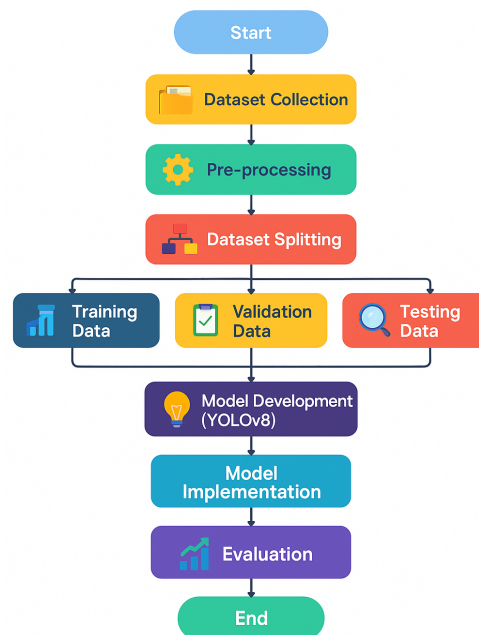 Start
Dataset Collection
Pre-processing
Dataset Splitting
Training
Data
Validation
Data
Testing
Data
Model Development
(YOLOv8)
Model
Implementation
Evaluation
End